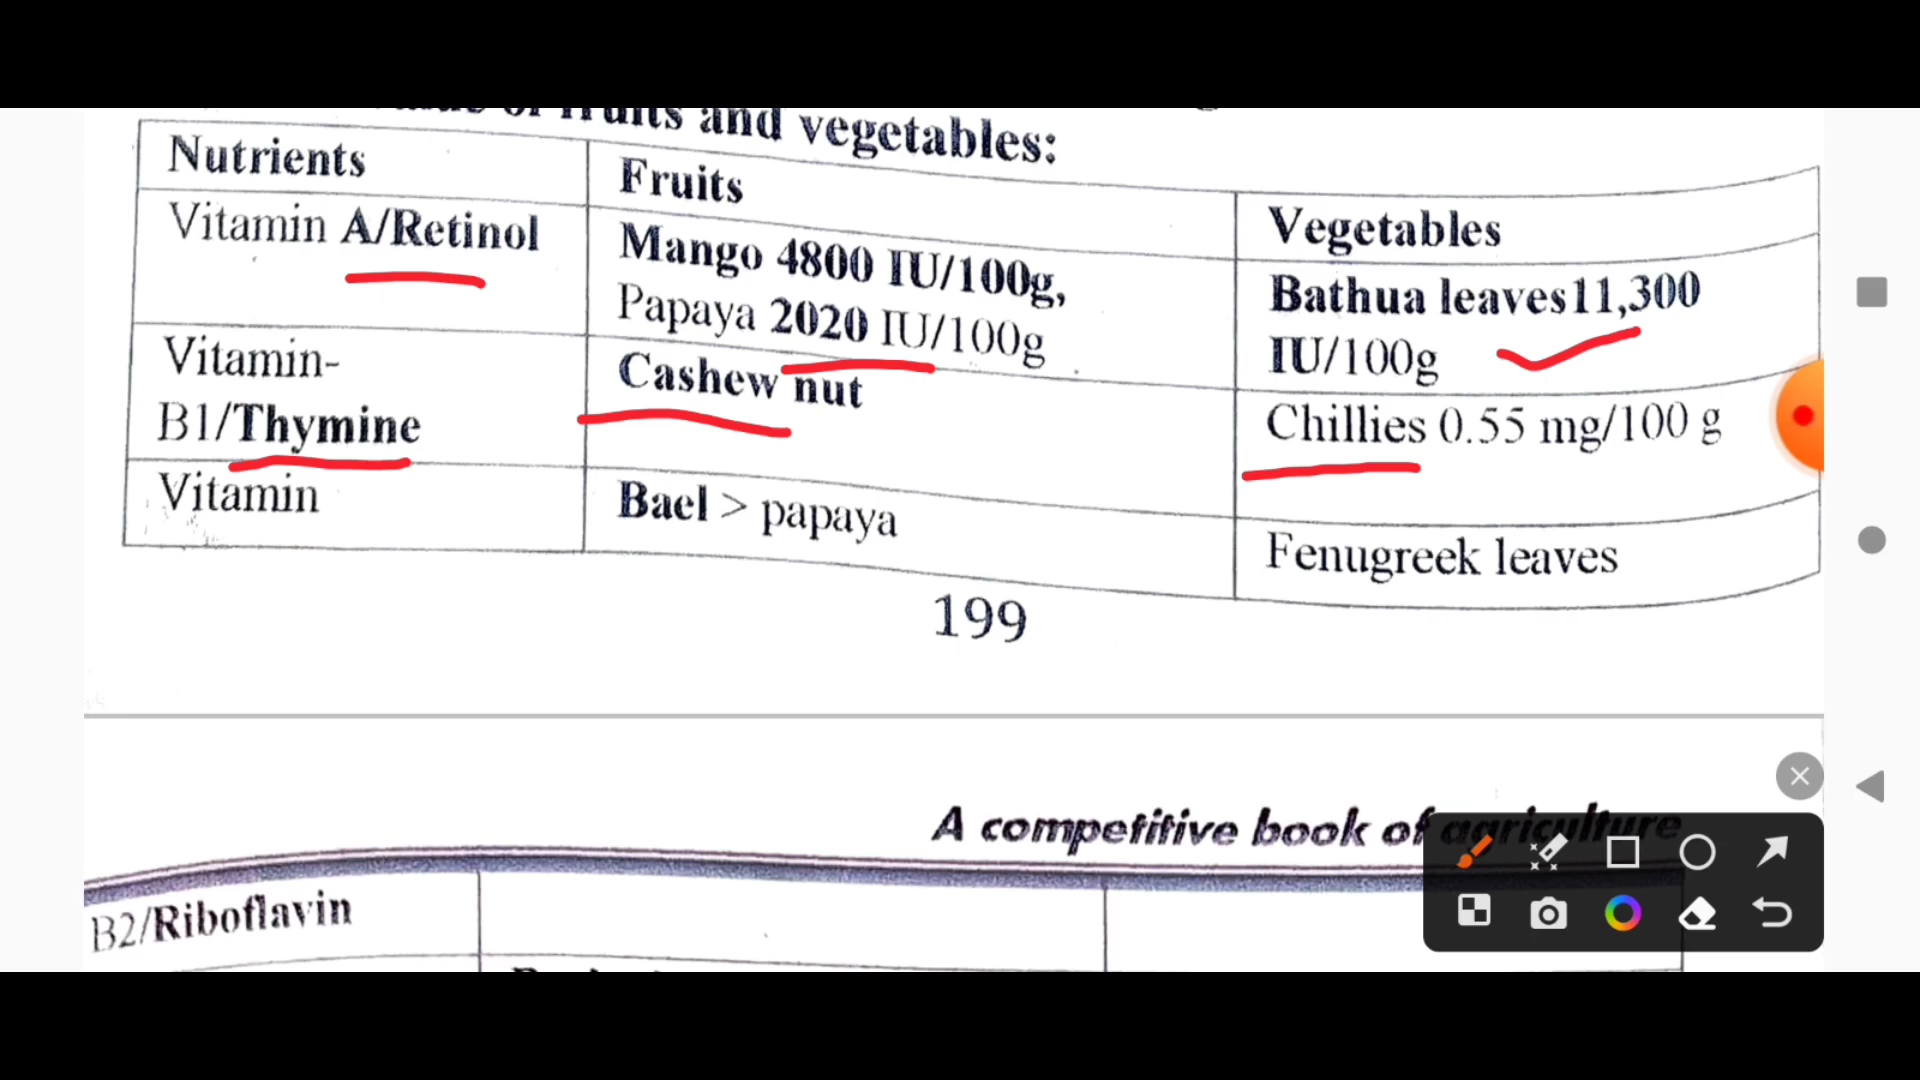 of fruits and vegetables:
Nutrients
Fruits
Vegetables
Vitamin A/Retinol
Mango 4800 IU/100g,
Papaya 2020 IU/100g
Bathua leaves11,300
IU/100g
Vitamin-
B1/Thymine
Cashew nut
Chillies 0.55 mg/100 g
Vitamin
Bael > papaya
Fenugreek leaves
199
A competitive book of agriculture
B2/Riboflavin